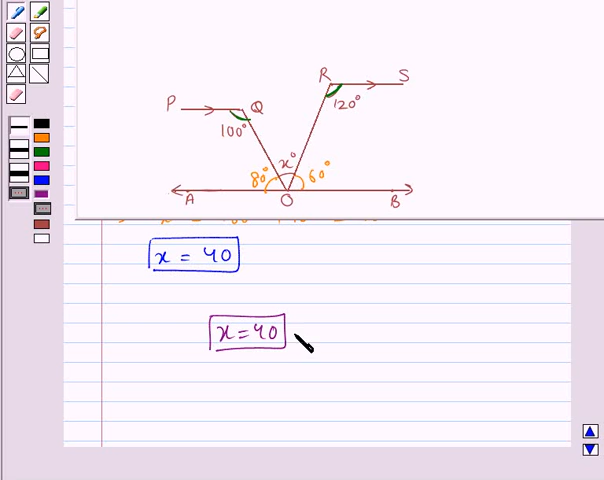 R S
P Q 120°
100°
x°
80° 60°
A O B
x = 40
x = 40